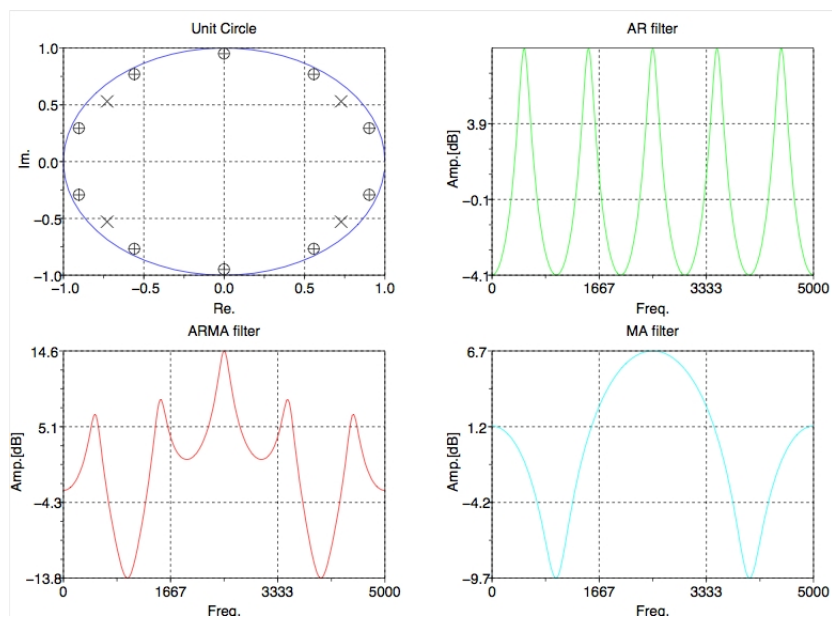 Unit Circle
1.0
0.5
0.0
−0.5
−1.0
Im.
−1.0
−0.5
0.0
0.5
1.0
Re.
AR filter
3.9
−0.1
−4.1
Amp.[dB]
0
1667
3333
5000
Freq.
ARMA filter
14.6
5.1
−4.3
−13.8
Amp.[dB]
0
1667
3333
5000
Freq.
MA filter
6.7
1.2
−4.2
−9.7
Amp.[dB]
0
1667
3333
5000
Freq.